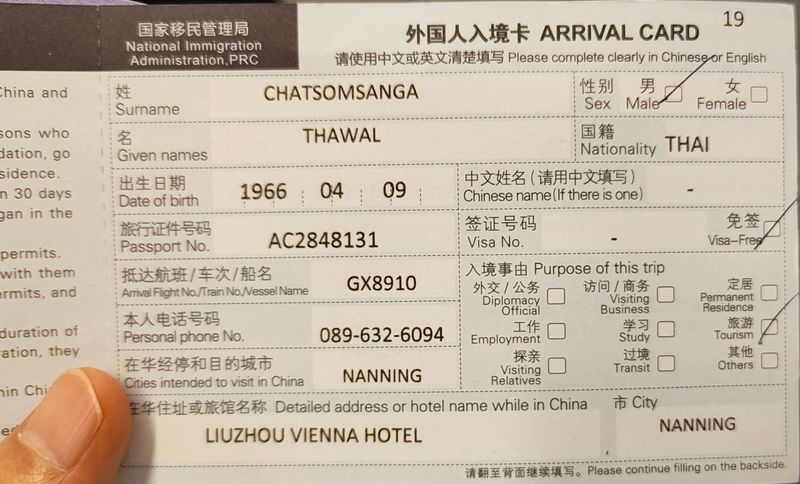 19
国家移民管理局
National Immigration
Administration,PRC
外国人入境卡 ARRIVAL CARD
请使用中文或英文清楚填写 Please complete clearly in Chinese or English
China and
sons who
dation, go
sidence.
n 30 days
gan in the
permits.
with them
ermits, and
duration of
ration, they
姓
Surname
CHATSOMSANGA
性别
Sex
男
Male
女
Female
名
Given names
THAWAL
国籍
Nationality
THAI
出生日期
Date of birth
1966 04 09
中文姓名(请用中文填写)
Chinese name(If there is one)
-
旅行证件号码
Passport No.
AC2848131
签证号码
Visa No.
-
免签
Visa-Free
抵达航班/车次/船名
Arrival Flight No./Train No./Vessel Name
GX8910
入境事由 Purpose of this trip
外交/公务
Diplomacy
Official
访问/商务
Visiting
Business
定居
Permanent
Residence
本人电话号码
Personal phone No.
089-632-6094
工作
Employment
学习
Study
旅游
Tourism
在华经停和目的城市
Cities intended to visit in China
NANNING
探亲
Visiting
Relatives
过境
Transit
其他
Others
在华住址或旅馆名称 Detailed address or hotel name while in China
LIUZHOU VIENNA HOTEL
市 City
NANNING
请翻至背面继续填写。Please continue filling on the backside.